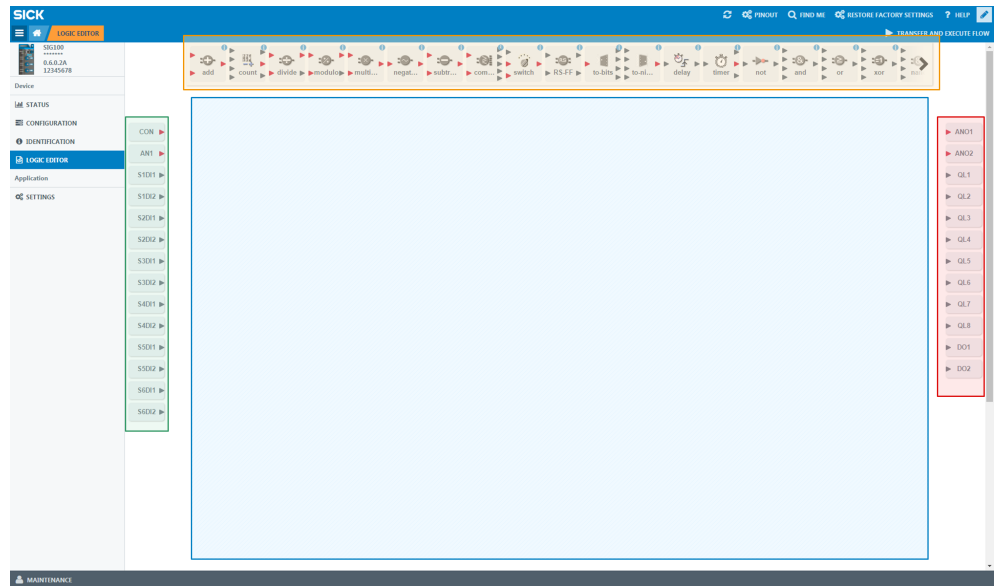 SICK
PINOUT
FIND ME
RESTORE FACTORY SETTINGS
? HELP
LOGIC EDITOR
TRANSFER AND EXECUTE FLOW
SIG100
*******
0.6.0.2A
12345678
Device
STATUS
CONFIGURATION
IDENTIFICATION
LOGIC EDITOR
Application
SETTINGS
add
count
divide
modulo
multi...
negat...
subtr...
com...
switch
RS-FF
to-bits
to-ni...
delay
timer
not
and
or
xor
CON
AN1
S1DI1
S1DI2
S2DI1
S2DI2
S3DI1
S3DI2
S4DI1
S4DI2
S5DI1
S5DI2
S6DI1
S6DI2
ANO1
ANO2
QL1
QL2
QL3
QL4
QL5
QL6
QL7
QL8
DO1
DO2
MAINTENANCE